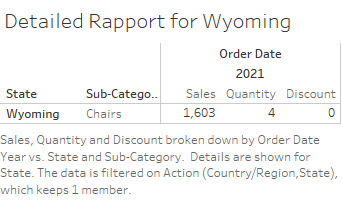 Detailed Rapport for Wyoming
Order Date
2021
State Sub-Catego.. Sales Quantity Discount
Wyoming Chairs 1,603 4 0
Sales, Quantity and Discount broken down by Order Date
Year vs. State and Sub-Category. Details are shown for
State. The data is filtered on Action (Country/Region,State),
which keeps 1 member.